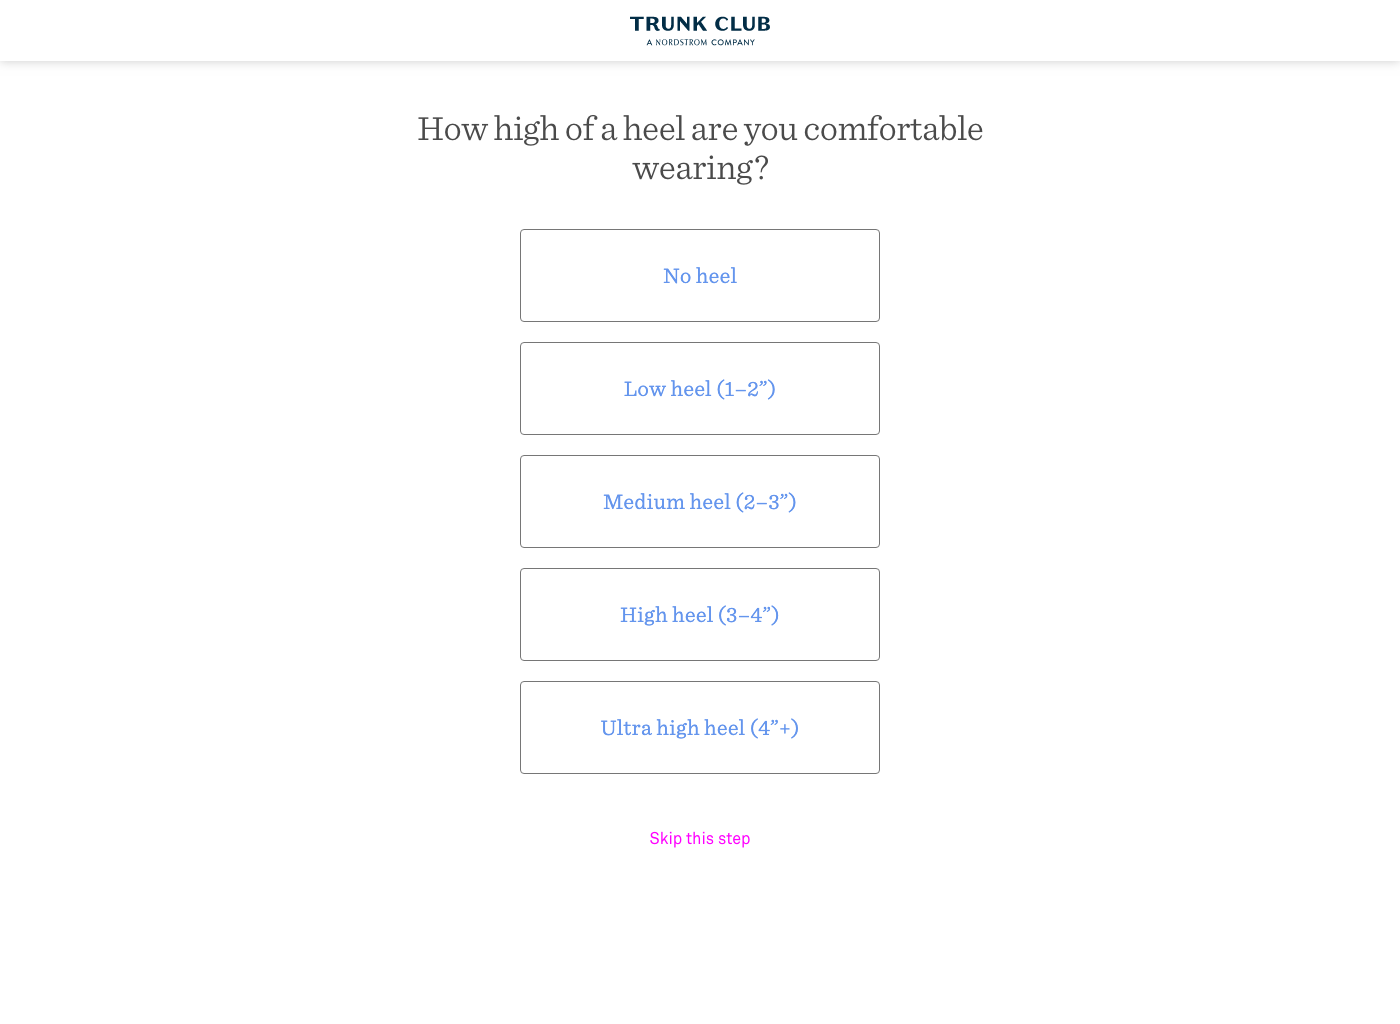 TRUNK CLUB
A NORDSTROM COMPANY
How high of a heel are you comfortable
wearing?
No heel
Low heel (1–2”)
Medium heel (2–3”)
High heel (3–4”)
Ultra high heel (4”+)
Skip this step